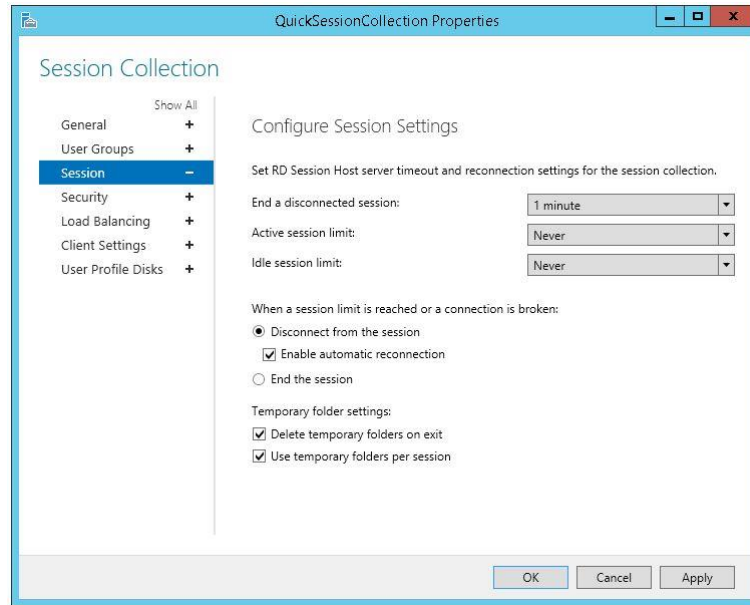 QuickSessionCollection Properties
Session Collection
Show All
General +
User Groups +
Session −
Security +
Load Balancing +
Client Settings +
User Profile Disks +
Configure Session Settings
Set RD Session Host server timeout and reconnection settings for the session collection.
End a disconnected session: 1 minute
Active session limit: Never
Idle session limit: Never
When a session limit is reached or a connection is broken:
Disconnect from the session
Enable automatic reconnection
End the session
Temporary folder settings:
Delete temporary folders on exit
Use temporary folders per session
OK Cancel Apply